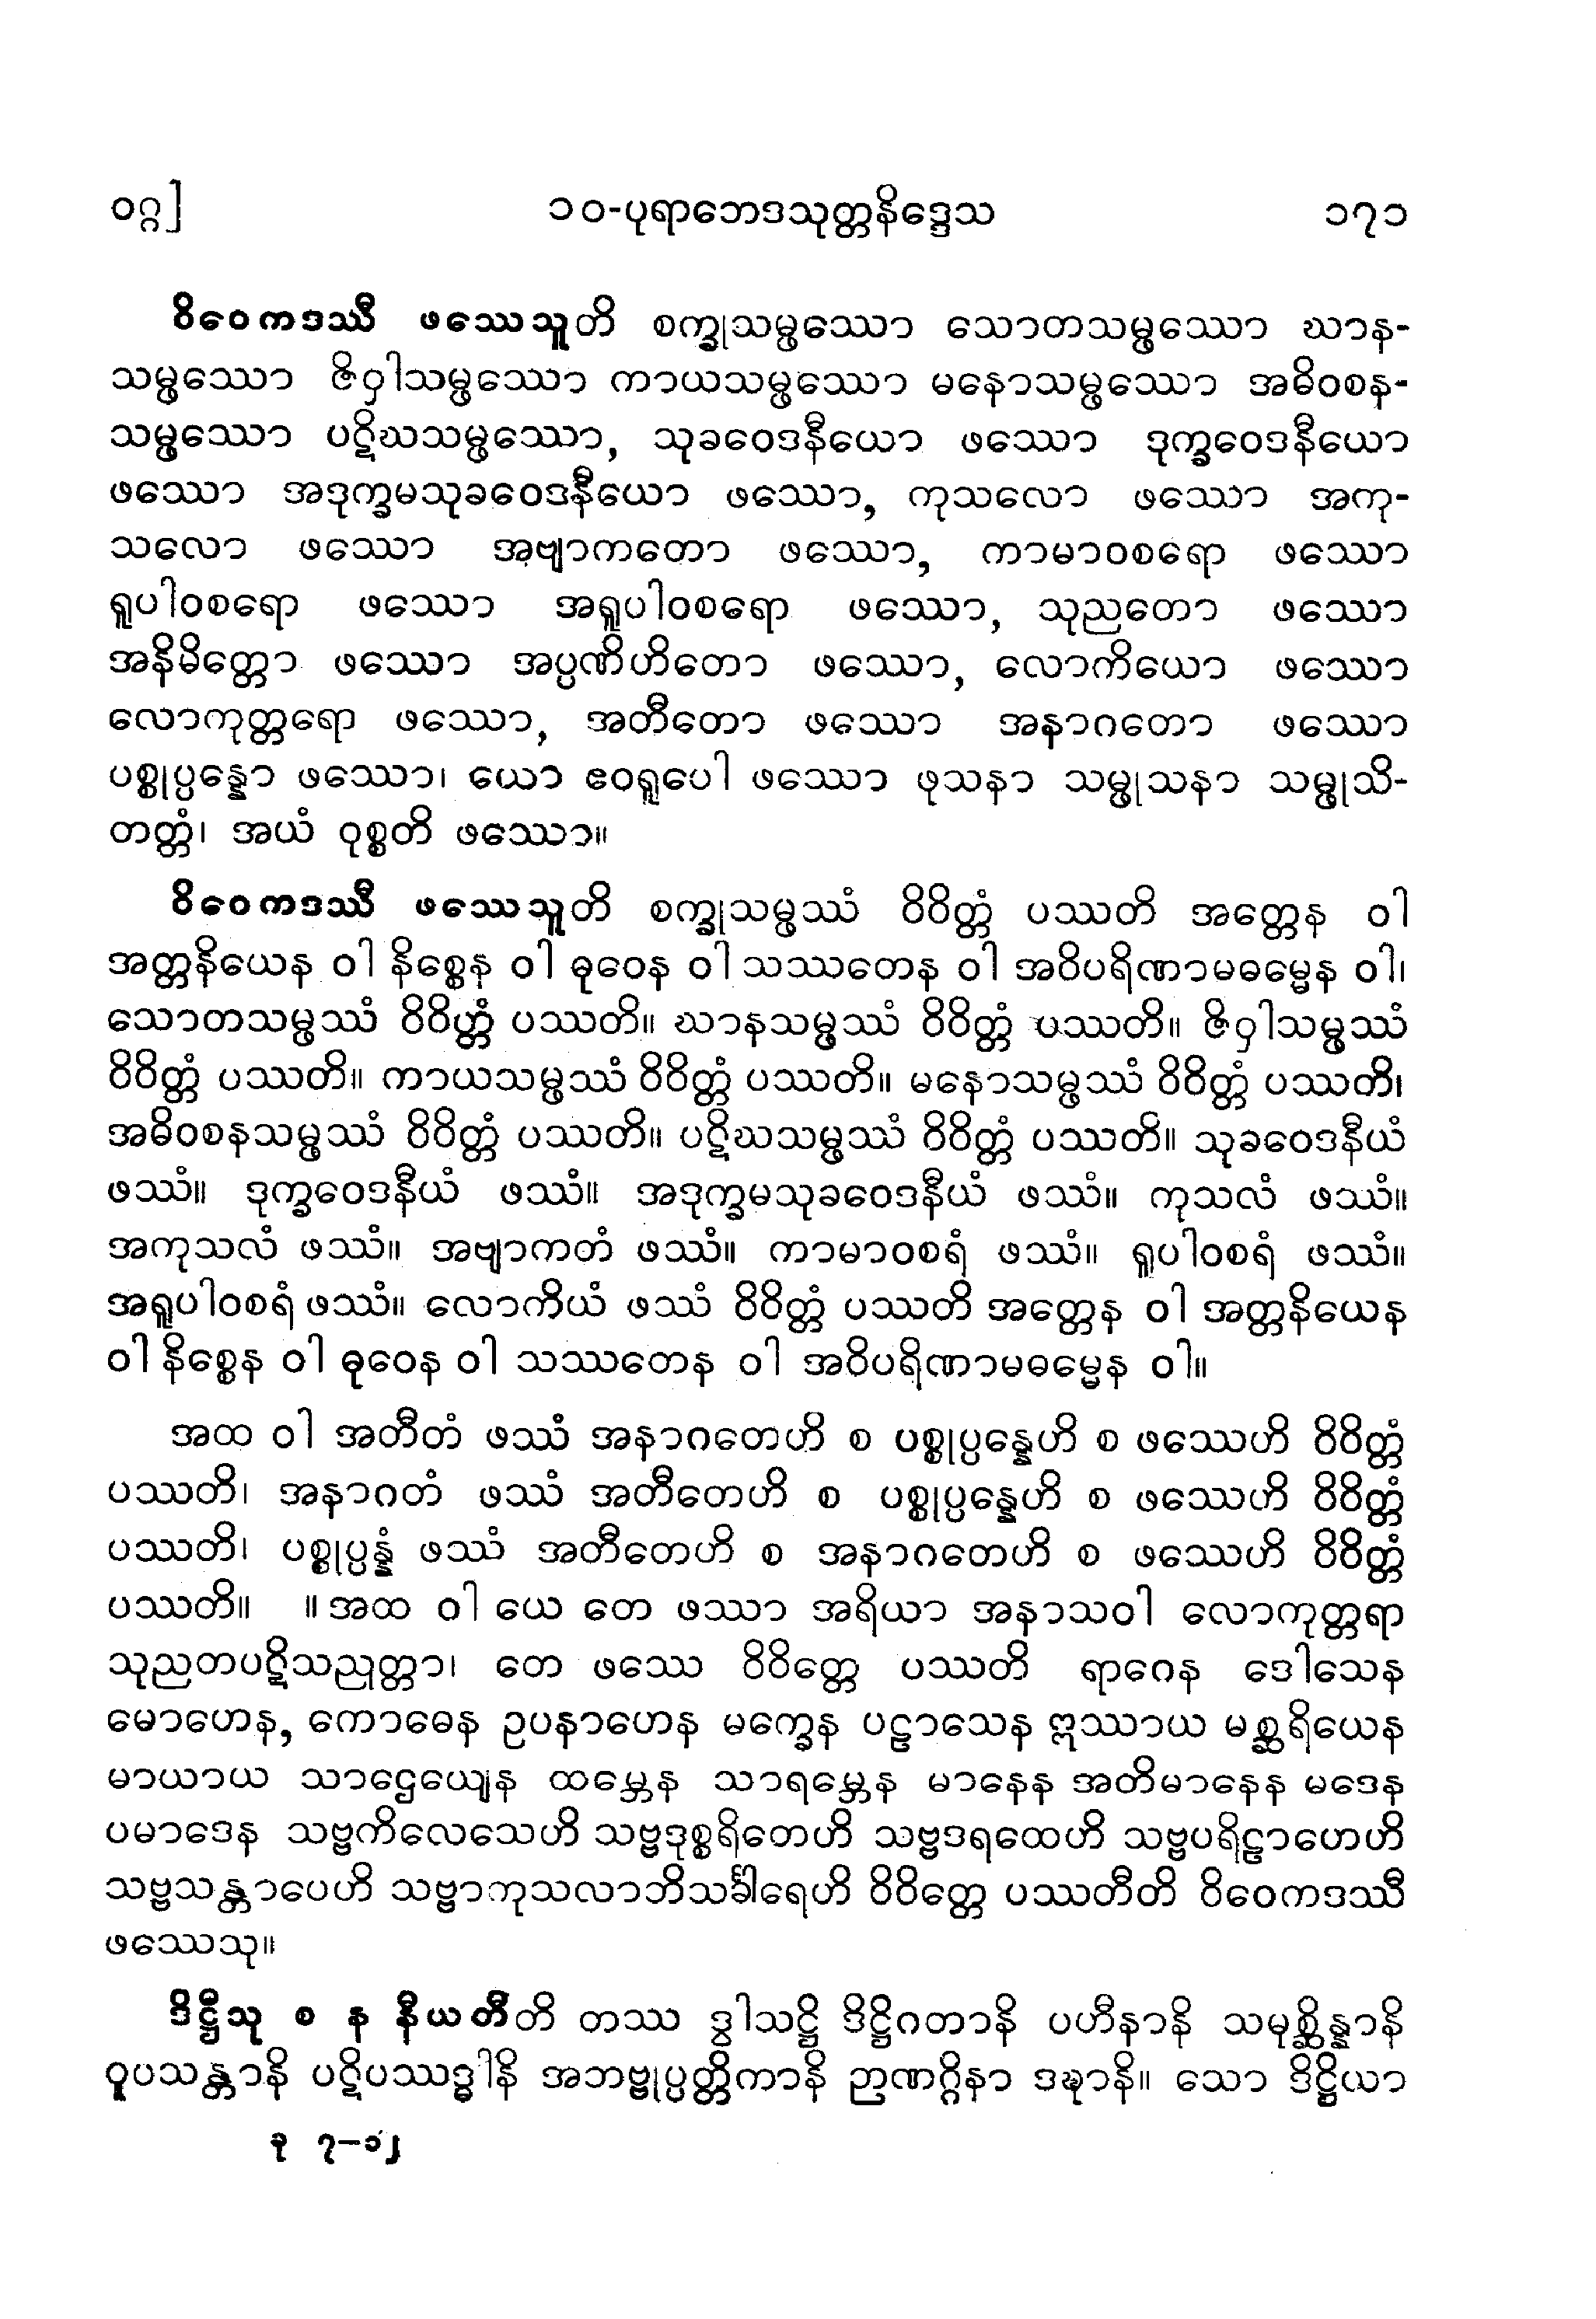 ဝဂ္ဂ] ၁၀-ပုရာဘေဒသုတ္တနိဒ္ဒေသ ၁၇၁
ဝိဝေကဒဿီ ဖဿေသူတိ စက္ခုသမ္ဖဿော သောတသမ္ဖဿော ဃာန-
သမ္ဖဿော ဇိဝှါသမ္ဖဿော ကာယသမ္ဖဿော မနောသမ္ဖဿော အဓိဝစန-
သမ္ဖဿော ပဋိဃသမ္ဖဿော, သုခဝေဒနီယော ဖဿော ဒုက္ခဝေဒနီယော
ဖဿော အဒုက္ခမသုခဝေဒနီယော ဖဿော, ကုသလော ဖဿော အကု-
သလော ဖဿော အဗျာကတော ဖဿော, ကာမာဝစရော ဖဿော
ရူပါဝစရော ဖဿော အရူပါဝစရော ဖဿော, သုညတော ဖဿော
အနိမိတ္တော ဖဿော အပ္ပဏိဟိတော ဖဿော, လောကိယော ဖဿော
လောကုတ္တရော ဖဿော, အတီတော ဖဿော အနာဂတော ဖဿော
ပစ္စုပ္ပန္နော ဖဿော၊ ယော ဧဝရူပေါ ဖဿော ဖုသနာ သမ္ဖုသနာ သမ္ဖုသိ-
တတ္တံ၊ အယံ ဝုစ္စတိ ဖဿော။
ဝိဝေကဒဿီ ဖဿေသူတိ စက္ခုသမ္ဖဿံ ဝိဝိတ္တံ ပဿတိ အတ္တေန ဝါ
အတ္တနိယေန ဝါ နိစ္စေန ဝါ ဓုဝေန ဝါ သဿတေန ဝါ အဝိပရိဏာမဓမ္မေန ဝါ၊
သောတသမ္ဖဿံ ဝိဝိတ္တံ ပဿတိ။ ဃာနသမ္ဖဿံ ဝိဝိတ္တံ ပဿတိ။ ဇိဝှါသမ္ဖဿံ
ဝိဝိတ္တံ ပဿတိ။ ကာယသမ္ဖဿံ ဝိဝိတ္တံ ပဿတိ။ မနောသမ္ဖဿံ ဝိဝိတ္တံ ပဿတိ၊
အဓိဝစနသမ္ဖဿံ ဝိဝိတ္တံ ပဿတိ။ ပဋိဃသမ္ဖဿံ ဝိဝိတ္တံ ပဿတိ။ သုခဝေဒနီယံ
ဖဿံ။ ဒုက္ခဝေဒနီယံ ဖဿံ။ အဒုက္ခမသုခဝေဒနီယံ ဖဿံ။ ကုသလံ ဖဿံ။
အကုသလံ ဖဿံ။ အဗျာကတံ ဖဿံ။ ကာမာဝစရံ ဖဿံ။ ရူပါဝစရံ ဖဿံ။
အရူပါဝစရံ ဖဿံ။ လောကိယံ ဖဿံ ဝိဝိတ္တံ ပဿတိ အတ္တေန ဝါ အတ္တနိယေန
ဝါ နိစ္စေန ဝါ ဓုဝေန ဝါ သဿတေန ဝါ အဝိပရိဏာမဓမ္မေန ဝါ။
အထ ဝါ အတီတံ ဖဿံ အနာဂတေဟိ စ ပစ္စုပ္ပန္နေဟိ စ ဖဿေဟိ ဝိဝိတ္တံ
ပဿတိ၊ အနာဂတံ ဖဿံ အတီတေဟိ စ ပစ္စုပ္ပန္နေဟိ စ ဖဿေဟိ ဝိဝိတ္တံ
ပဿတိ၊ ပစ္စုပ္ပန္နံ ဖဿံ အတီတေဟိ စ အနာဂတေဟိ စ ဖဿေဟိ ဝိဝိတ္တံ
ပဿတိ။ ။ အထ ဝါ ယေ တေ ဖဿာ အရိယာ အနာသဝါ လောကုတ္တရာ
သုညတပဋိသညုတ္တာ၊ တေ ဖဿေ ဝိဝိတ္တေ ပဿတိ ရာဂေန ဒေါသေန
မောဟေန, ကောဓေန ဥပနာဟေန မက္ခေန ပဠာသေန ဣဿာယ မစ္ဆရိယေန
မာယာယ သာဌေယျေန ထမ္ဘေန သာရမ္ဘေန မာနေန အတိမာနေန မဒေန
ပမာဒေန သဗ္ဗကိလေသေဟိ သဗ္ဗဒုစ္စရိတေဟိ သဗ္ဗဒရထေဟိ သဗ္ဗပရိဠာဟေဟိ
သဗ္ဗသန္တာပေဟိ သဗ္ဗာကုသလာဘိသင်္ခါရေဟိ ဝိဝိတ္တေ ပဿတီတိ ဝိဝေကဒဿီ
ဖဿေသု။
ဒိဋ္ဌီသု စ န နီယတီတိ တဿ ဒွါသဋ္ဌိ ဒိဋ္ဌိဂတာနိ ပဟီနာနိ သမုစ္ဆိန္နာနိ
ဝူပသန္တာနိ ပဋိပဿဒ္ဓါနိ အဘဗ္ဗုပ္ပတ္တိကာနိ ဉာဏဂ္ဂိနာ ဒဍ္ဎာနိ။ သော ဒိဋ္ဌိယာ
ခု ၇–၁၂